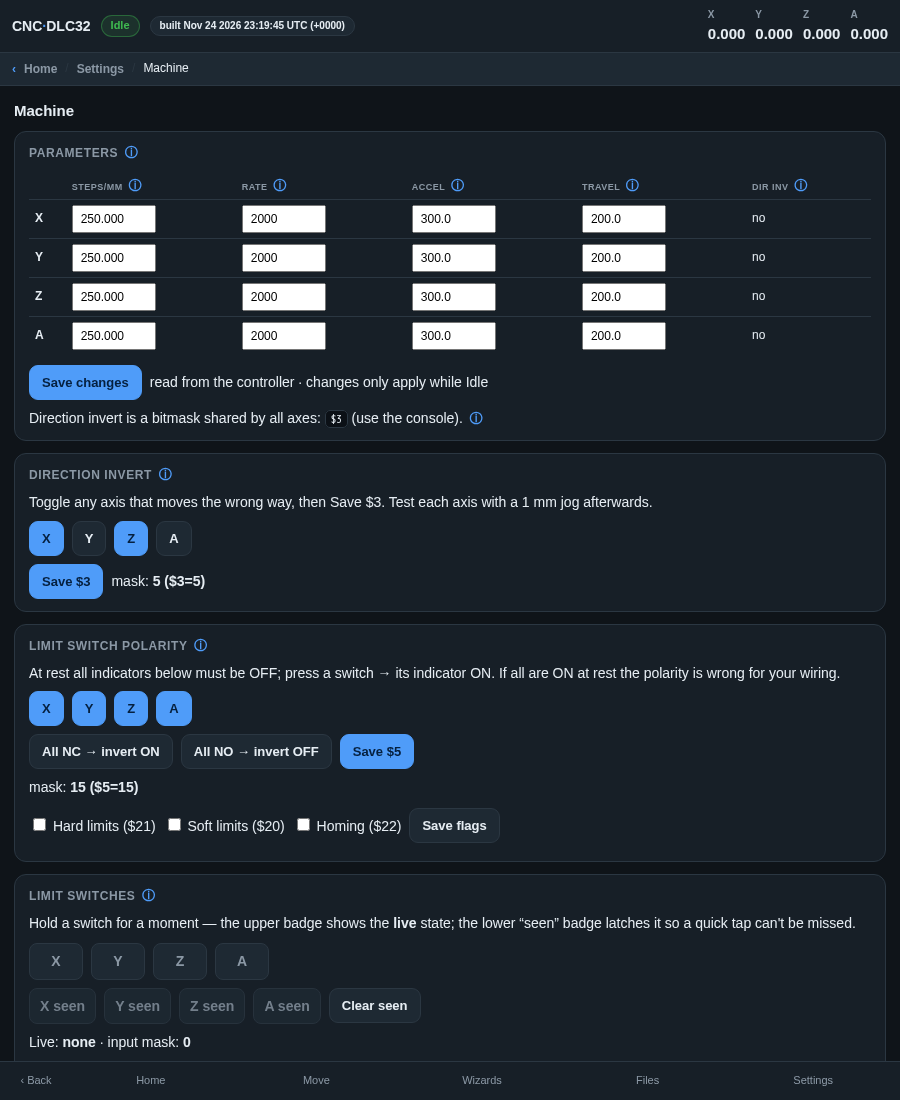 CNC·DLC32 Idle built Nov 24 2026 23:19:45 UTC (+0000)
X Y Z A
0.000 0.000 0.000 0.000
‹ Home / Settings / Machine
Machine
PARAMETERS ⓘ
STEPS/MM ⓘ RATE ⓘ ACCEL ⓘ TRAVEL ⓘ DIR INV ⓘ
X 250.000 2000 300.0 200.0 no
Y 250.000 2000 300.0 200.0 no
Z 250.000 2000 300.0 200.0 no
A 250.000 2000 300.0 200.0 no
Save changes read from the controller · changes only apply while Idle
Direction invert is a bitmask shared by all axes: $3 (use the console). ⓘ
DIRECTION INVERT ⓘ
Toggle any axis that moves the wrong way, then Save $3. Test each axis with a 1 mm jog afterwards.
X Y Z A
Save $3 mask: 5 ($3=5)
LIMIT SWITCH POLARITY ⓘ
At rest all indicators below must be OFF; press a switch → its indicator ON. If all are ON at rest the polarity is wrong for your wiring.
X Y Z A
All NC → invert ON All NO → invert OFF Save $5
mask: 15 ($5=15)
Hard limits ($21) Soft limits ($20) Homing ($22) Save flags
LIMIT SWITCHES ⓘ
Hold a switch for a moment — the upper badge shows the live state; the lower “seen” badge latches it so a quick tap can't be missed.
X Y Z A
X seen Y seen Z seen A seen Clear seen
Live: none · input mask: 0
‹ Back Home Move Wizards Files Settings